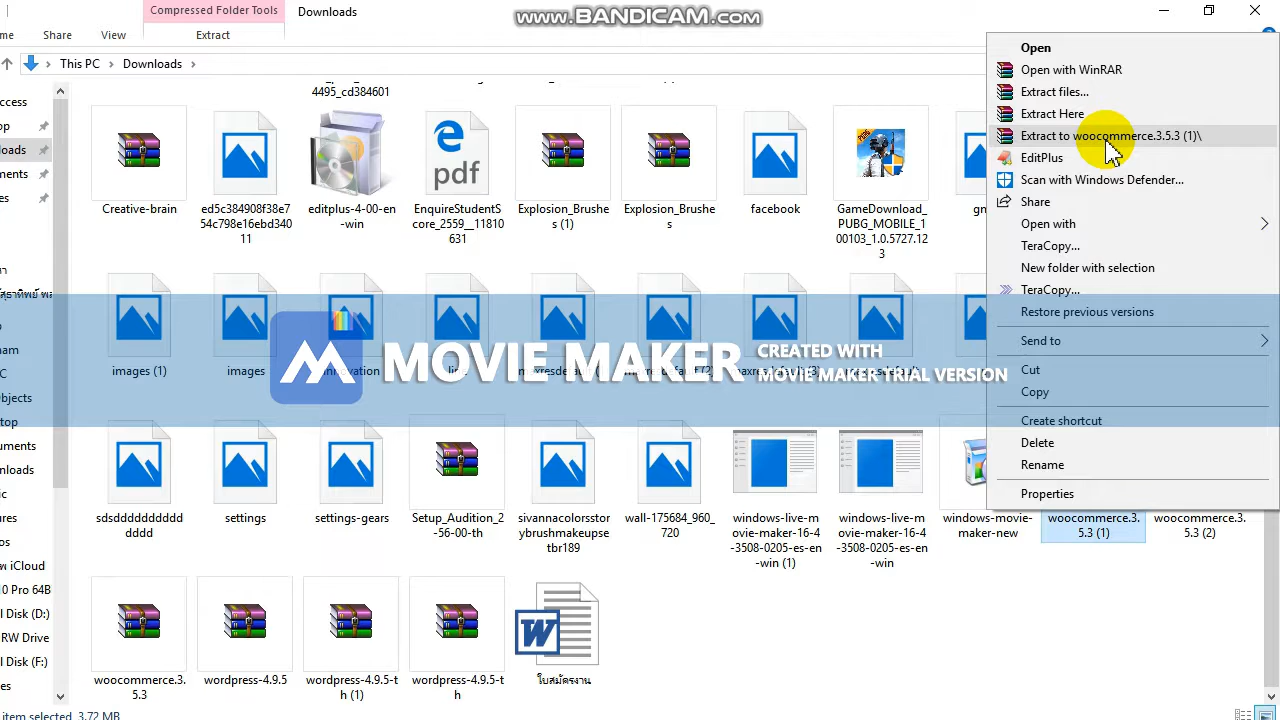 Compressed Folder Tools
Downloads
www.BANDICAM.com
Share
View
Extract
This PC
Downloads
4495_cd384601
Creative-brain
ed5c384908f38e7
54c798e16ebd340
11
editplus-4-00-en
-win
pdf
EnquireStudentS
core_2559__11810
631
Explosion_Brushe
s (1)
Explosion_Brushe
s
facebook
GameDownload_
PUBG_MOBILE_1
00103_1.0.5727.12
3
Open
Open with WinRAR
Extract files...
Extract Here
Extract to woocommerce.3.5.3 (1)\
EditPlus
Scan with Windows Defender...
Share
Open with
TeraCopy...
New folder with selection
TeraCopy...
Restore previous versions
Send to
Cut
Copy
Create shortcut
Delete
Rename
Properties
images (1)
images
MOVIE MAKER
CREATED WITH
MOVIE MAKER TRIAL VERSION
sdsdddddddddd
dddd
settings
settings-gears
Setup_Audition_2
-56-00-th
sivannacolorsstor
ybrushmakeupse
tbr189
wall-175684_960_
720
windows-live-m
ovie-maker-16-4
-3508-0205-es-en
-win (1)
windows-live-m
ovie-maker-16-4
-3508-0205-es-en
-win
windows-movie-
maker-new
woocommerce.3.
5.3 (1)
woocommerce.3.
5.3 (2)
woocommerce.3.
5.3
wordpress-4.9.5
wordpress-4.9.5-t
h (1)
wordpress-4.9.5-t
h
W
ใบสมัครงาน
item selected 3.72 MB